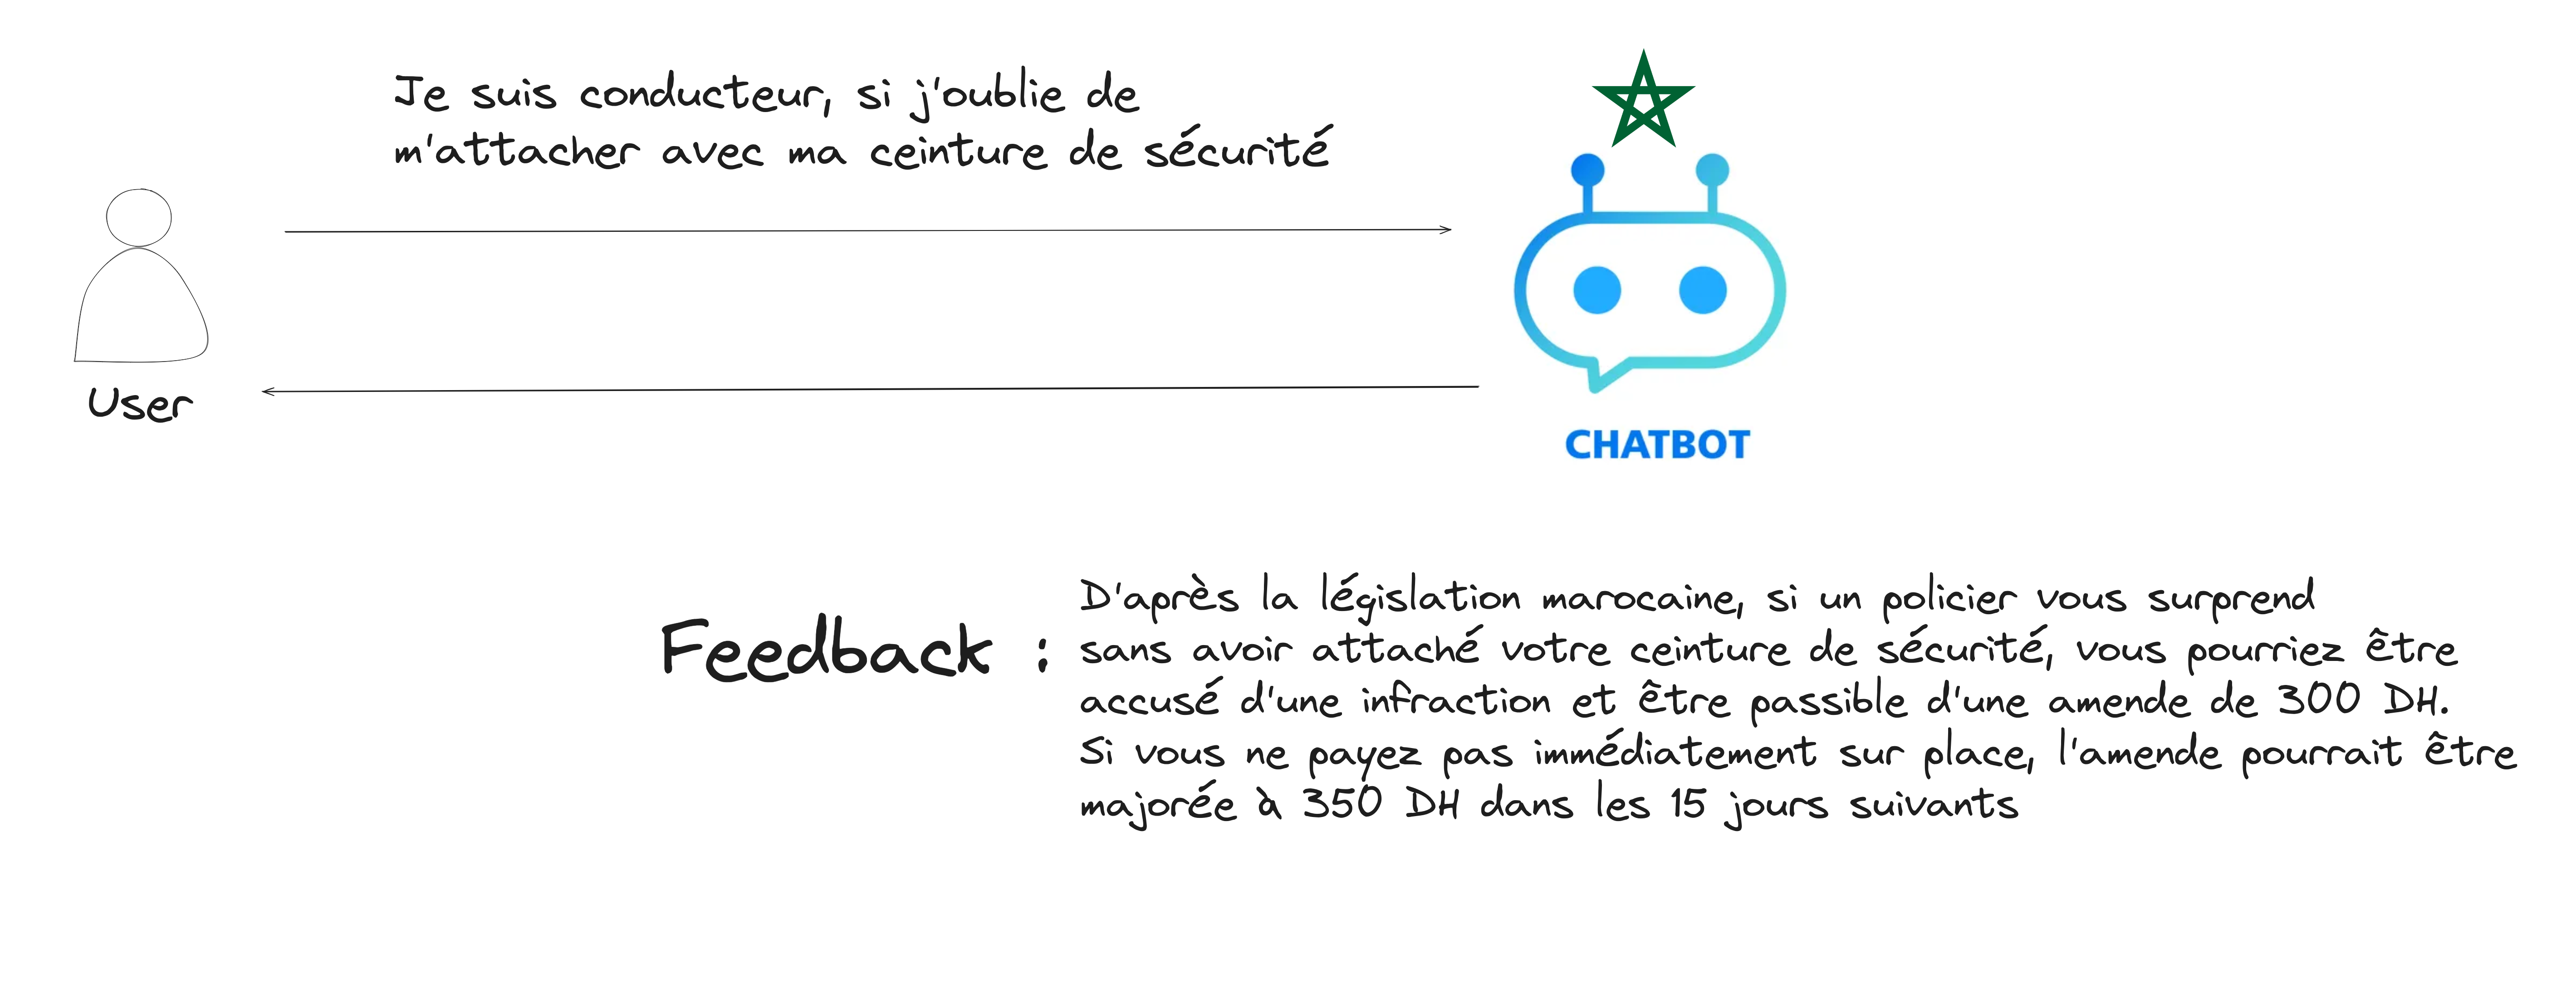 Je suis conducteur, si j'oublie de
m'attacher avec ma ceinture de sécurité
User
CHATBOT
Feedback :
D'après la législation marocaine, si un policier vous surprend
sans avoir attaché votre ceinture de sécurité, vous pourriez être
accusé d'une infraction et être passible d'une amende de 300 DH.
Si vous ne payez pas immédiatement sur place, l'amende pourrait être
majorée à 350 DH dans les 15 jours suivants